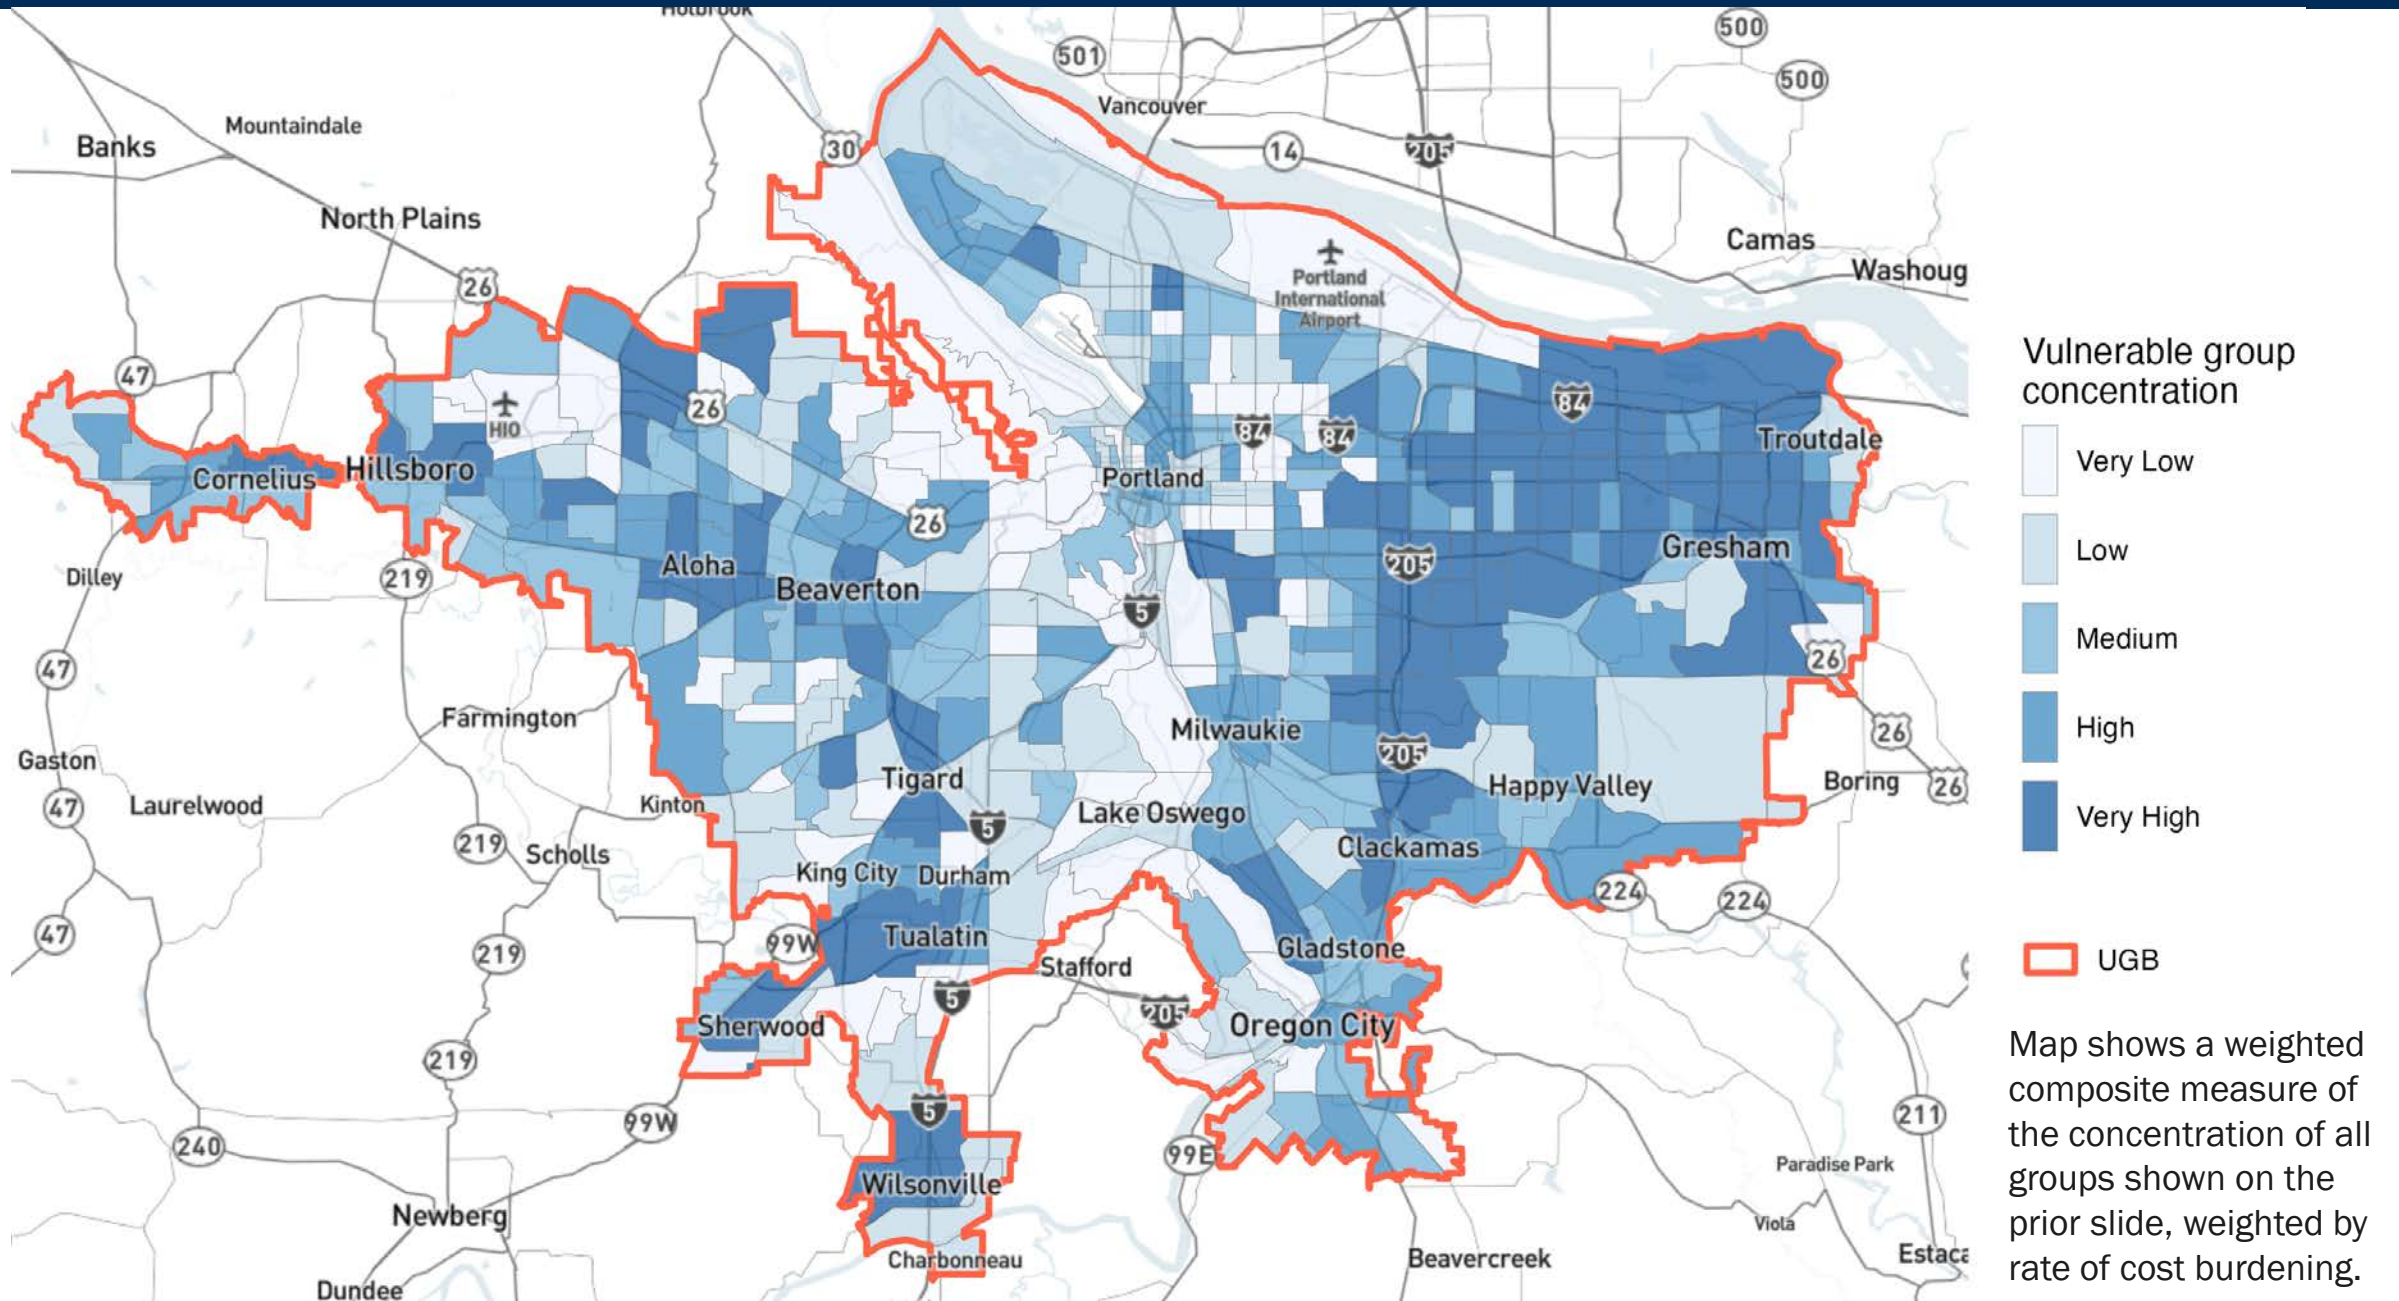 Holbrook
501
500
500
Vancouver
Mountaindale
Banks
30
14
205
North Plains
Camas
Washoug
26
Portland
International
Airport
47
HIO
26
84
84
84
Troutdale
Hillsboro
Cornelius
Portland
26
Gresham
Aloha
205
Dilley
219
Beaverton
5
47
26
Farmington
Milwaukie
26
Gaston
205
Tigard
Happy Valley
Boring
26
47
Laurelwood
Kinton
Lake Oswego
5
219
Scholls
Clackamas
King City
Durham
224
224
47
99W
Tualatin
Gladstone
219
Stafford
5
205
Sherwood
Oregon City
219
5
211
99W
240
99E
Paradise Park
Wilsonville
Newberg
Viola
Charbonneau
Beavercreek
Estaca
Dundee
Vulnerable group
concentration
Very Low
Low
Medium
High
Very High
UGB
Map shows a weighted
composite measure of
the concentration of all
groups shown on the
prior slide, weighted by
rate of cost burdening.